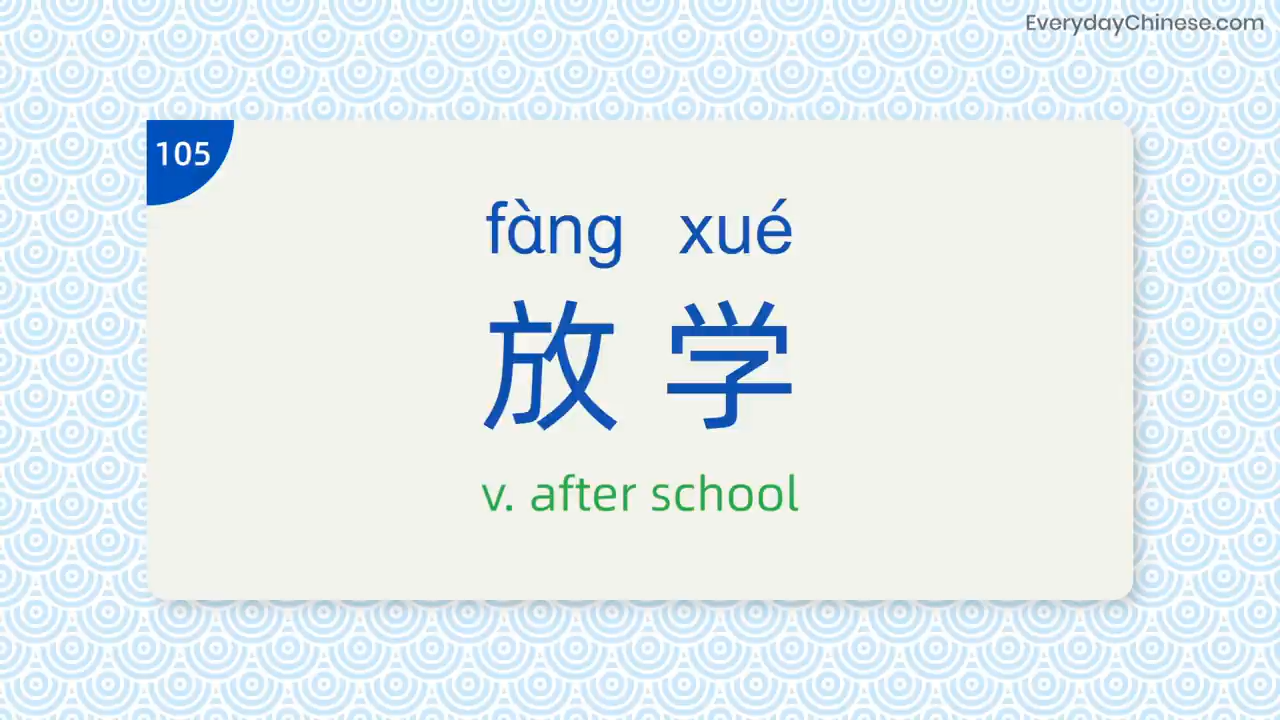 EverydayChinese.com
105
fàng xué
放学
v. after school